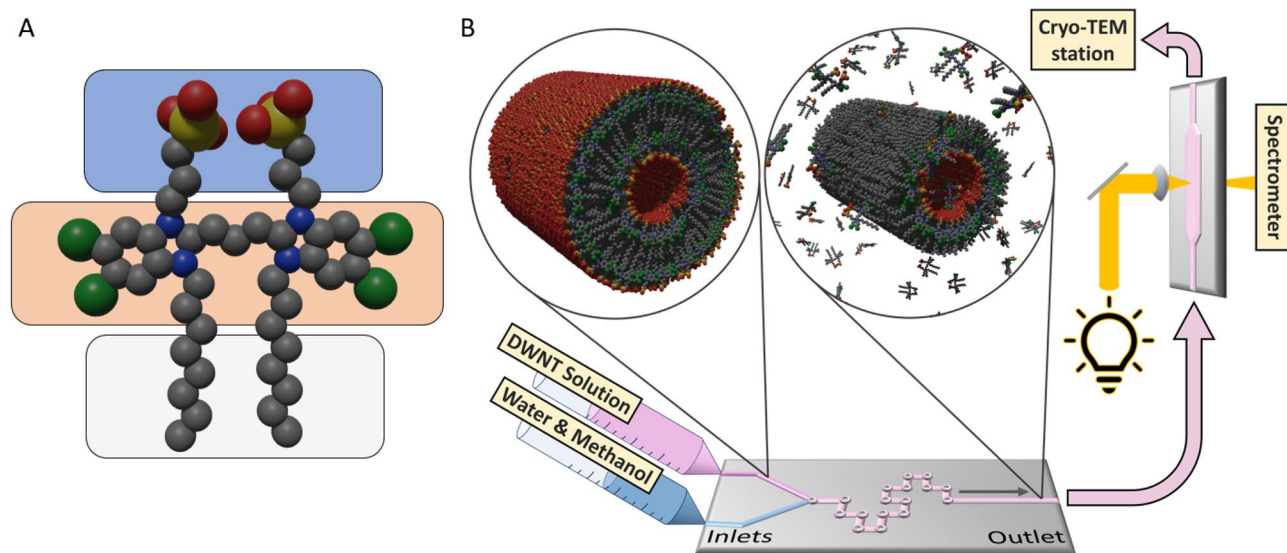 A
B
Cryo-TEM
station
Spectrometer
DWNT Solution
Water & Methanol
Inlets
Outlet